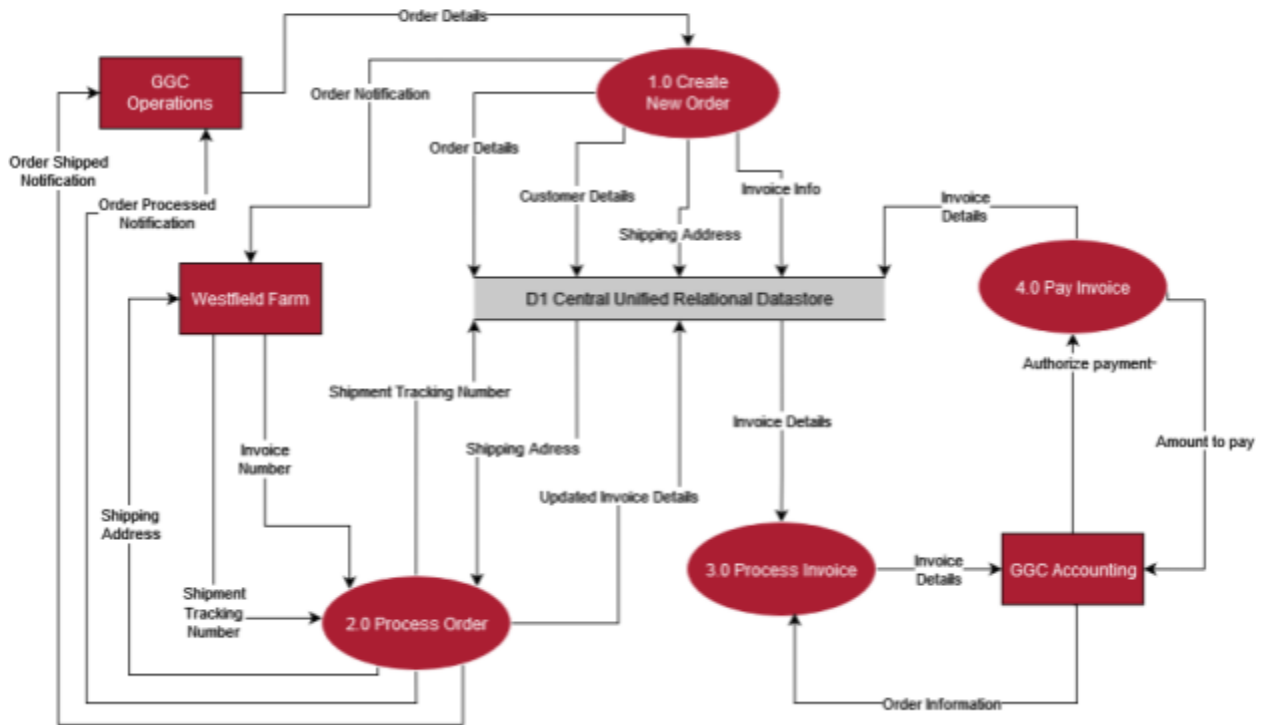 Order Details
GGC
Operations
1.0 Create
New Order
Order Notification
Order Details
Order Shipped
Notification
Customer Details
Invoice Info
Order Processed
Notification
Shipping Address
Invoice
Details
Westfield Farm
D1 Central Unified Relational Datastore
4.0 Pay Invoice
Authorize payment
Shipment Tracking Number
Invoice Details
Amount to pay
Invoice
Number
Shipping Adress
Updated Invoice Details
Shipping
Address
3.0 Process Invoice
Invoice
Details
GGC Accounting
Shipment
Tracking
Number
2.0 Process Order
Order Information